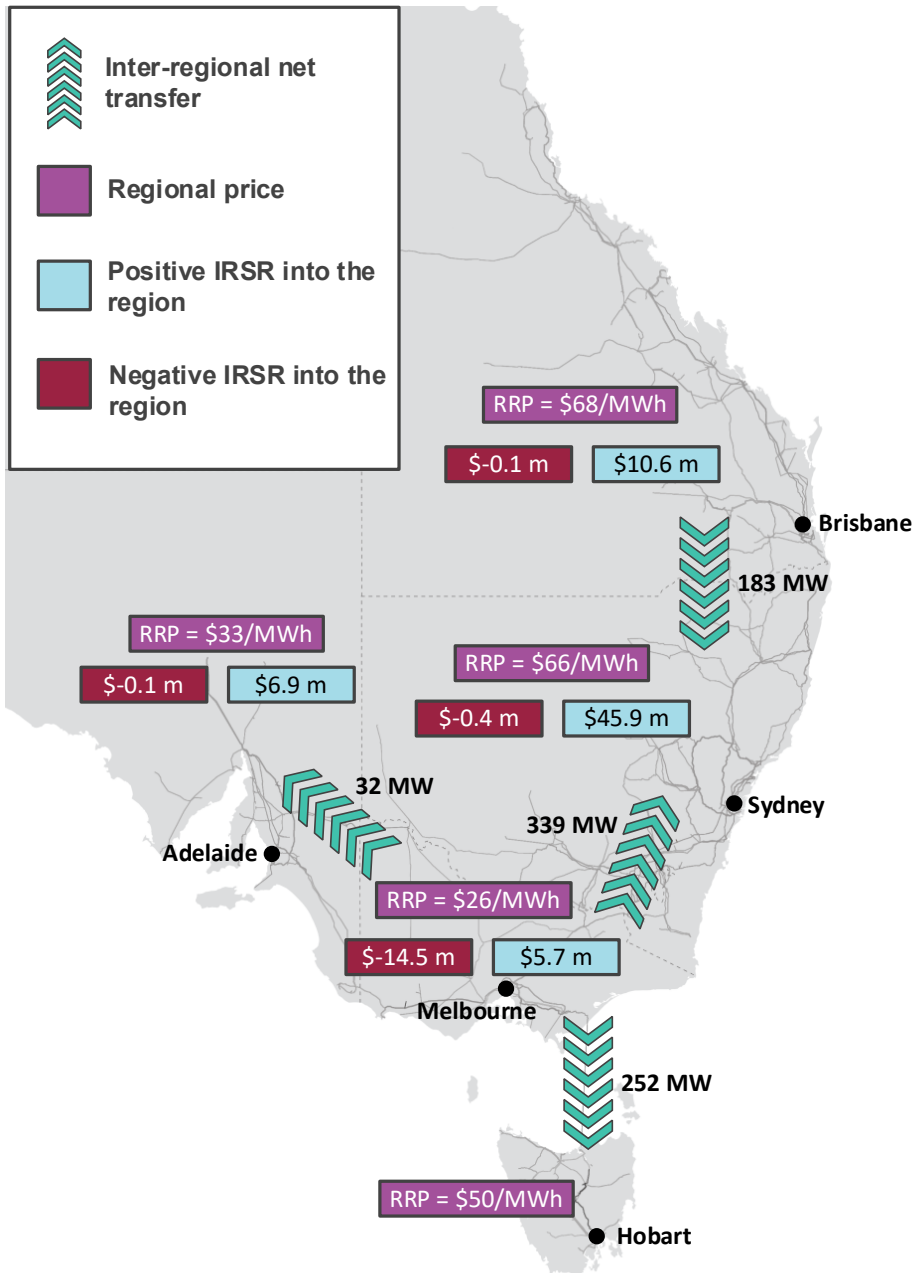 Inter-regional net
transfer
Regional price
Positive IRSR into the
region
Negative IRSR into the
region
RRP = $68/MWh
$-0.1 m
$10.6 m
Brisbane
183 MW
RRP = $33/MWh
$-0.1 m
$6.9 m
RRP = $66/MWh
$-0.4 m
$45.9 m
32 MW
Sydney
339 MW
Adelaide
RRP = $26/MWh
$-14.5 m
$5.7 m
Melbourne
252 MW
RRP = $50/MWh
Hobart